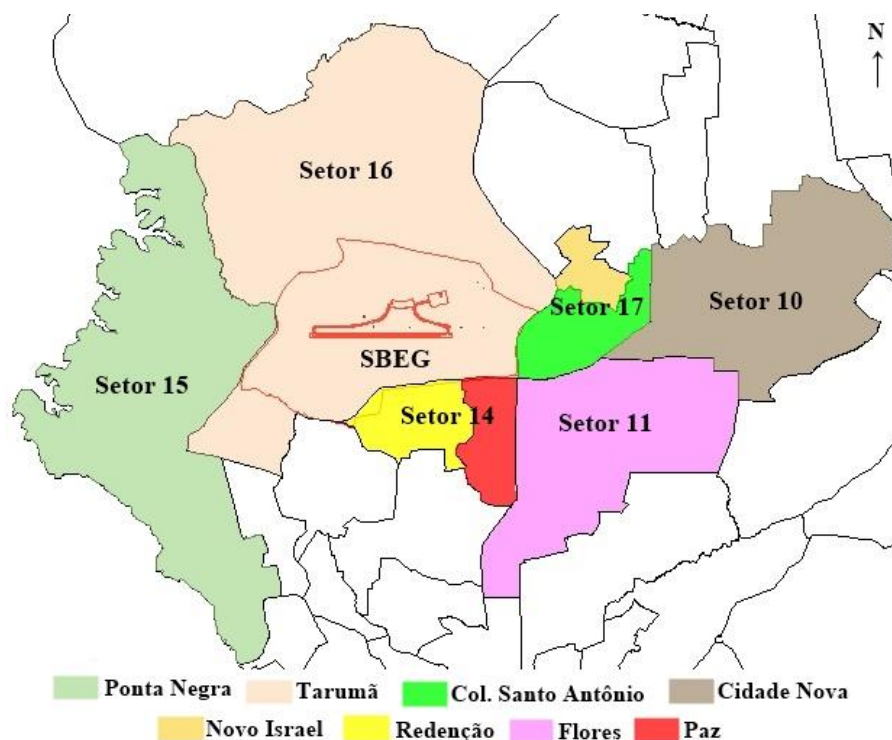 N
Setor 16
Setor 17
Setor 10
SBEG
Setor 15
Setor 14
Setor 11
Ponta Negra Tarumã Col. Santo Antônio Cidade Nova
Novo Israel Redenção Flores Paz